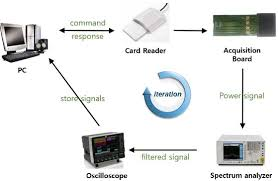 command
response
Card Reader
Acquisition
Board
PC
store signals
iteration
Power signal
filtered signal
Oscilloscope
Spectrum analyzer